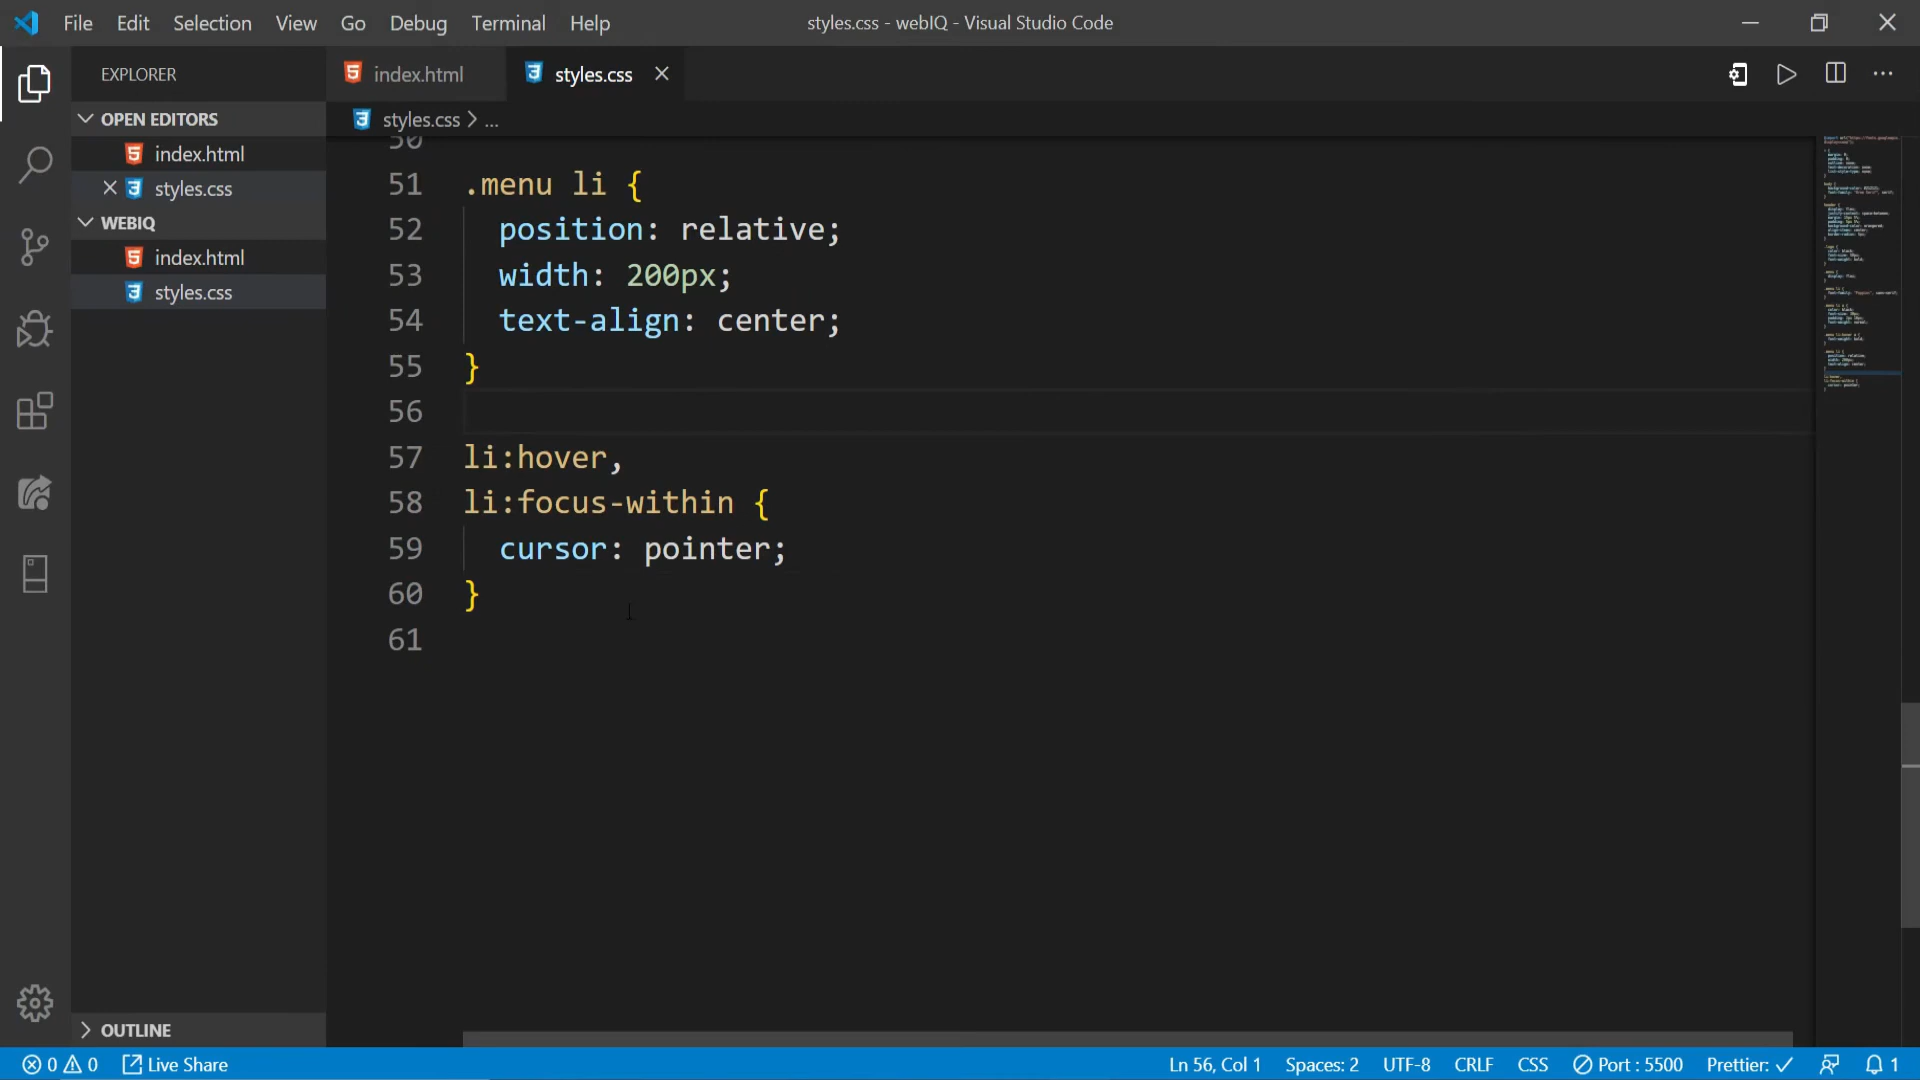 File Edit Selection View Go Debug Terminal Help
styles.css - webIQ - Visual Studio Code
EXPLORER
index.html
styles.css
OPEN EDITORS
index.html
styles.css
WEBIQ
index.html
styles.css
OUTLINE
styles.css > ...
50
51 .menu li {
52 position: relative;
53 width: 200px;
54 text-align: center;
55 }
56
57 li:hover,
58 li:focus-within {
59 cursor: pointer;
60 }
61
0 0 Live Share
Ln 56, Col 1 Spaces: 2 UTF-8 CRLF CSS Port : 5500 Prettier: ✓ 1